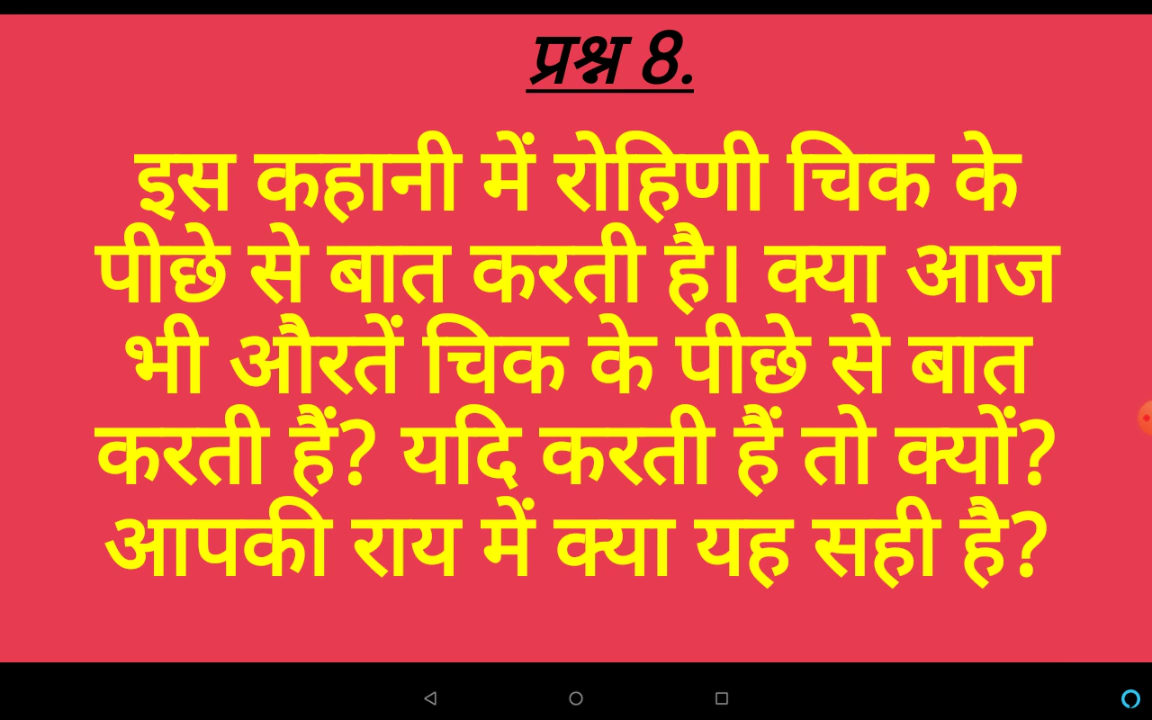 प्रश्न 8.
इस कहानी में रोहिणी चिक के
पीछे से बात करती है। क्या आज
भी औरतें चिक के पीछे से बात
करती हैं? यदि करती हैं तो क्यों?
आपकी राय में क्या यह सही है?